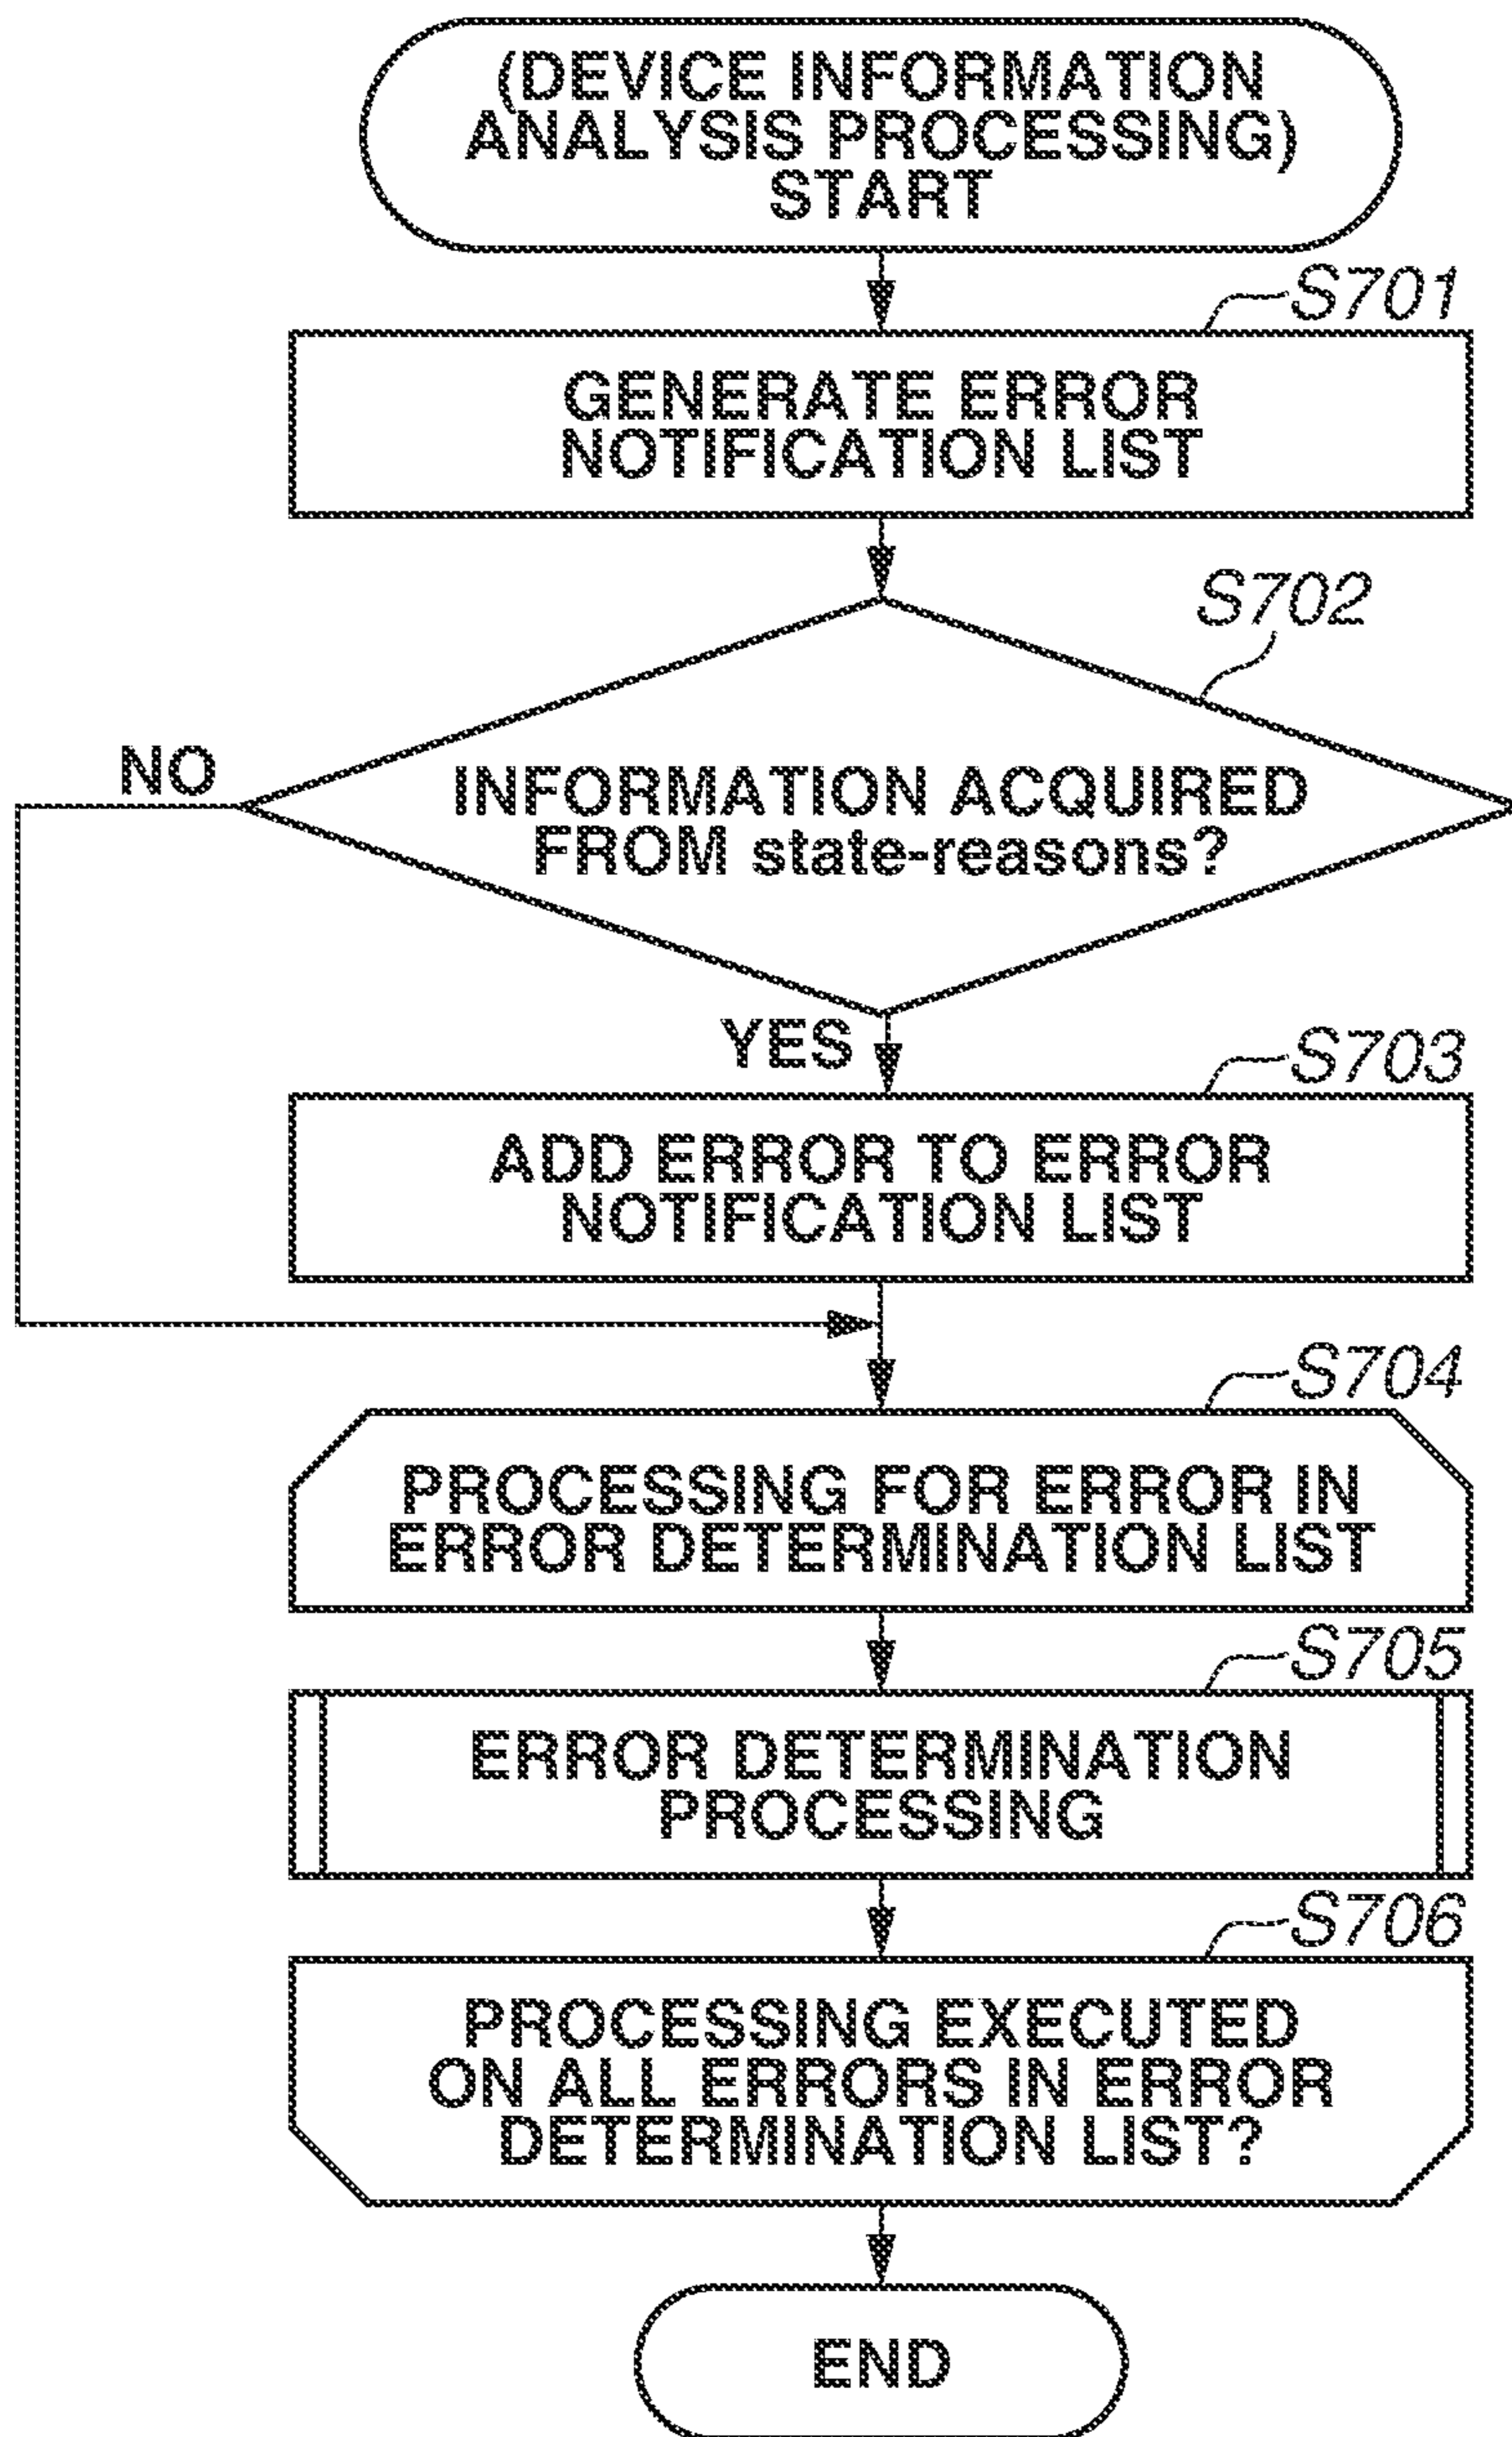 (DEVICE INFORMATION
ANALYSIS PROCESSING)
START
S701
GENERATE ERROR
NOTIFICATION LIST
S702
NO
INFORMATION ACQUIRED
FROM state-reasons?
YES
S703
ADD ERROR TO ERROR
NOTIFICATION LIST
S704
PROCESSING FOR ERROR IN
ERROR DETERMINATION LIST
S705
ERROR DETERMINATION
PROCESSING
S706
PROCESSING EXECUTED
ON ALL ERRORS IN ERROR
DETERMINATION LIST?
END